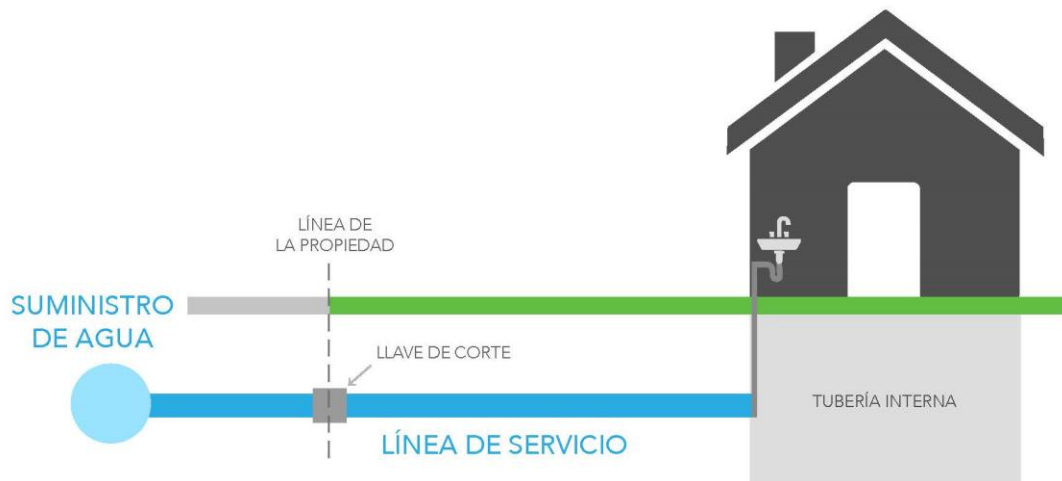 LÍNEA DE
LA PROPIEDAD
SUMINISTRO
DE AGUA
LLAVE DE CORTE
TUBERÍA INTERNA
LÍNEA DE SERVICIO